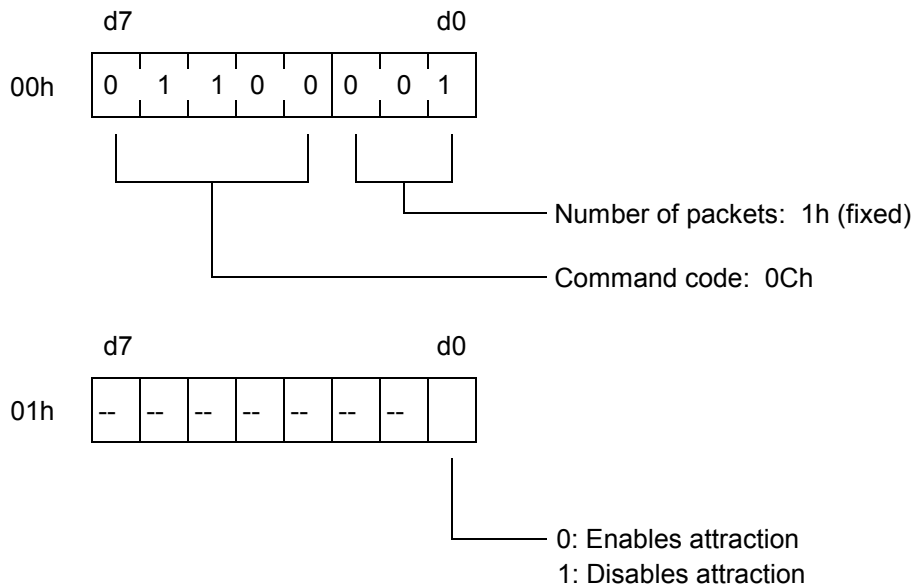 d7 d0
00h 0 1 1 0 0 0 0 1
Number of packets: 1h (fixed)
Command code: 0Ch
d7 d0
01h -- -- -- -- -- -- --
0: Enables attraction
1: Disables attraction